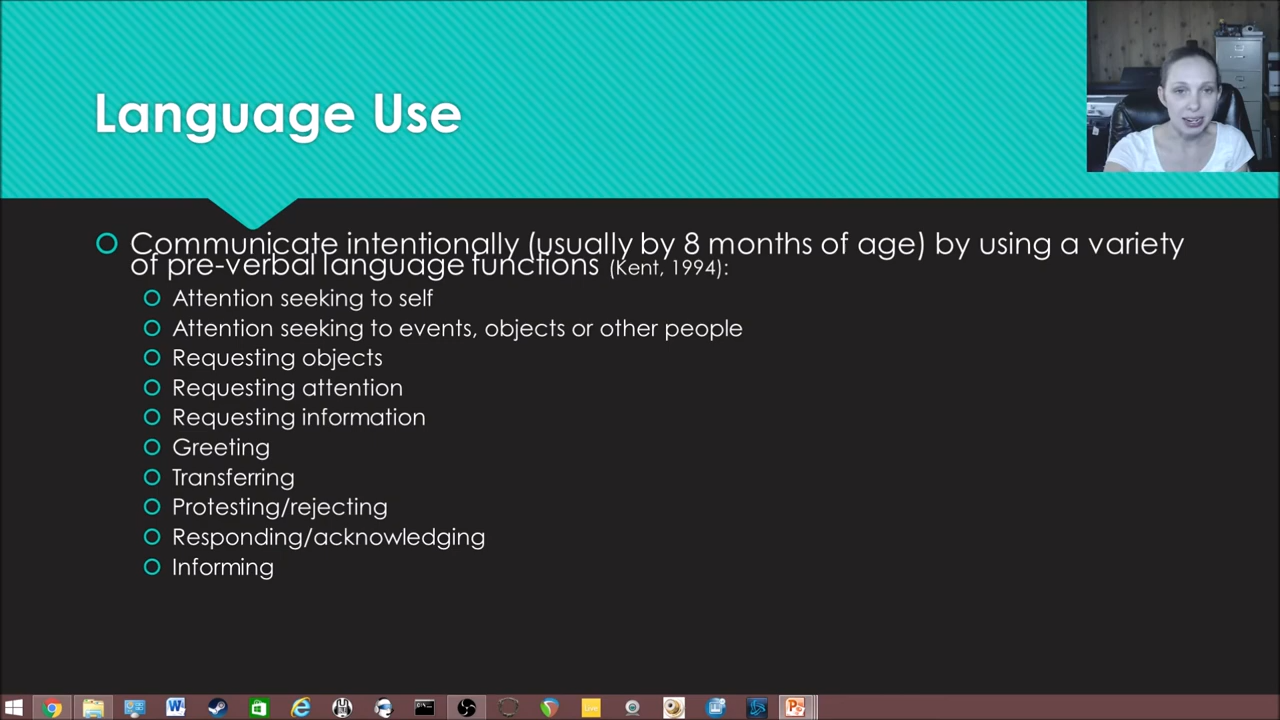 Language Use
Communicate intentionally (usually by 8 months of age) by using a variety
of pre-verbal language functions (Kent, 1994):
Attention seeking to self
Attention seeking to events, objects or other people
Requesting objects
Requesting attention
Requesting information
Greeting
Transferring
Protesting/rejecting
Responding/acknowledging
Informing